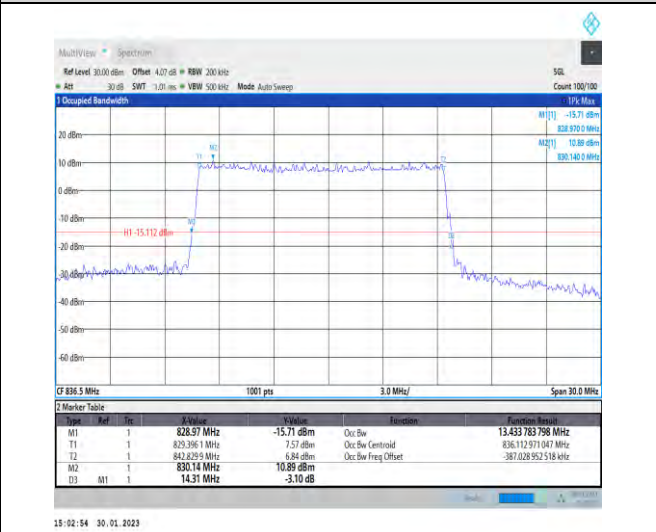 MultiView Spectrum
Ref Level 30.00 dBm Offset 4.07 dB RBW 200 kHz SGL
Att 30 dB SWT 1.01 ms VBW 500 kHz Mode Auto Sweep Count 100/100
1 Occupied Bandwidth 1Pk Max
M1[1] -15.71 dBm
828.970 0 MHz
M2[1] 10.89 dBm
830.140 0 MHz
20 dBm
M2
T1 T2
10 dBm
0 dBm
-10 dBm
M1
H1 -15.112 dBm
D3
-20 dBm
-30 dBm
-40 dBm
-50 dBm
-60 dBm
CF 836.5 MHz 1001 pts 3.0 MHz/ Span 30.0 MHz
2 Marker Table
Type Ref Trc X-Value Y-Value Function Function Result
M1 1 828.97 MHz -15.71 dBm Occ Bw 13.433 783 798 MHz
T1 1 829.396 1 MHz 7.57 dBm Occ Bw Centroid 836.112 971 047 MHz
T2 1 842.829 9 MHz 6.84 dBm Occ Bw Freq Offset -387.028 952 518 kHz
M2 1 830.14 MHz 10.89 dBm
D3 M1 1 14.31 MHz -3.10 dB
15:02:54 30.01.2023